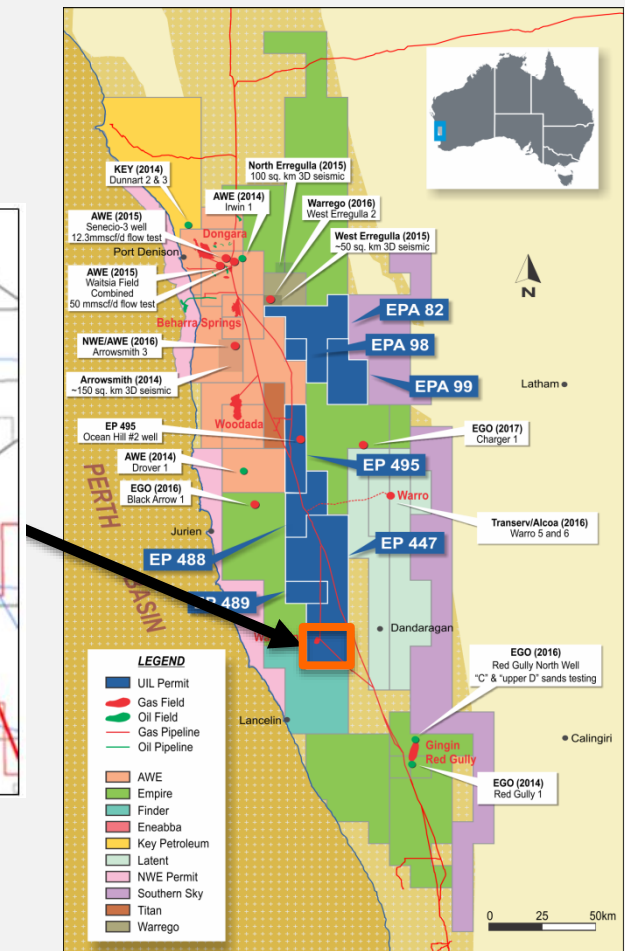 KEY (2014)
Dunnart 2 & 3
North Erregulla (2015)
100 sq. km 3D seismic
AWE (2014)
Irwin 1
Warrego (2016)
West Erregulla 2
AWE (2015)
Senecio-3 well
12.3mmscf/d flow test
Dongara
West Erregulla (2015)
~50 sq. km 3D seismic
Port Denison
AWE (2015)
Waitsia Field
Combined
50 mmscf/d flow test
N
EPA 82
Beharra Springs
EPA 98
NWE/AWE (2016)
Arrowsmith 3
EPA 99
Arrowsmith (2014)
~150 sq. km 3D seismic
Latham
Woodada
EP 495
Ocean Hill #2 well
EGO (2017)
Charger 1
AWE (2014)
Drover 1
EP 495
EGO (2016)
Black Arrow 1
Warro
PERTH
BASIN
Transerv/Alcoa (2016)
Warro 5 and 6
Jurien
EP 488
EP 447
EP 489
Dandaragan
EGO (2016)
Red Gully North Well
"C" & "upper D" sands testing
Lancelin
Gingin
Red Gully
Calingiri
EGO (2014)
Red Gully 1
LEGEND
UIL Permit
Gas Field
Oil Field
Gas Pipeline
Oil Pipeline
AWE
Empire
Finder
Eneabba
Key Petroleum
Latent
NWE Permit
Southern Sky
Titan
Warrego
0 25 50km